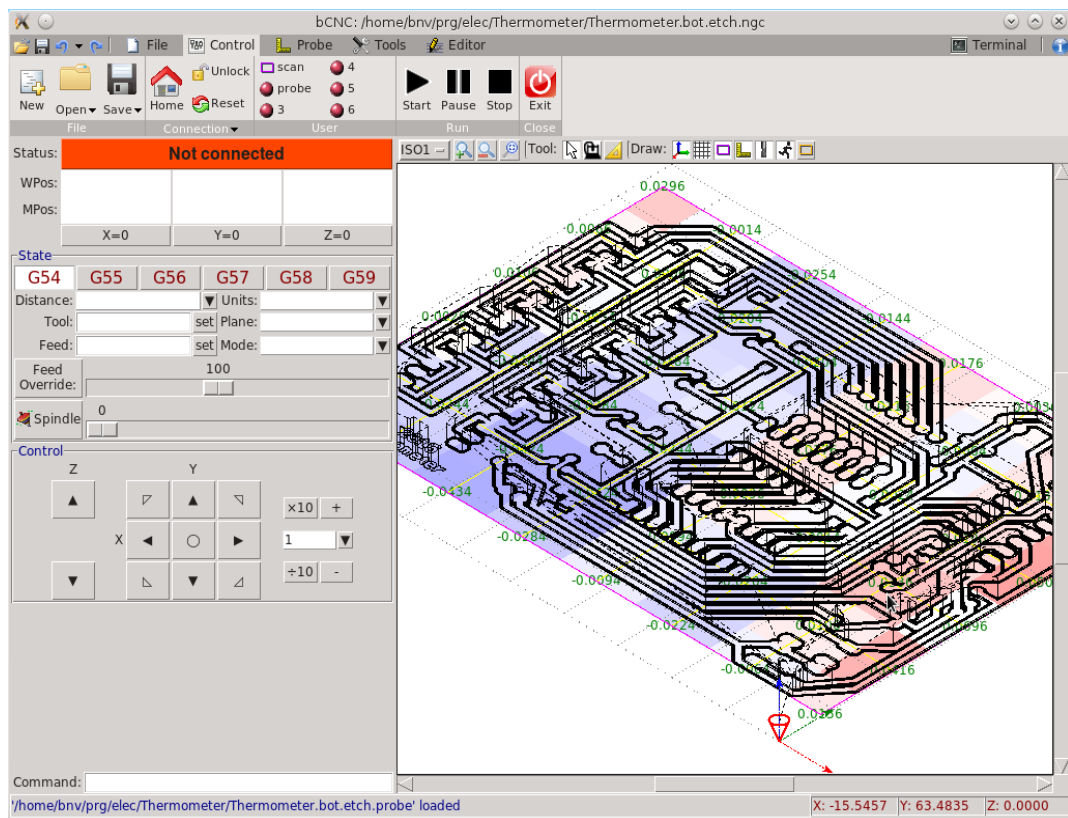 bCNC: /home/bnv/prg/elec/Thermometer/Thermometer.bot.etch.ngc
File Control Probe Tools Editor Terminal
New Open Save Home Unlock Reset scan probe 3 4 5 6 Start Pause Stop Exit
File Connection User Run Close
Status: Not connected
ISO1 Tool: Draw:
WPos:
MPos:
X=0 Y=0 Z=0
State
G54 G55 G56 G57 G58 G59
Distance: Units:
Tool: set Plane:
Feed: set Mode:
Feed Override: 100
Spindle 0
Control
Z Y
×10 +
X 1
÷10 -
0.0296
0.0014
0.0254
0.0144
0.0176
-0.0434
-0.0284
-0.0094
-0.0224
0.0416
0.0136
Command:
'/home/bnv/prg/elec/Thermometer/Thermometer.bot.etch.probe' loaded
X: -15.5457 Y: 63.4835 Z: 0.0000